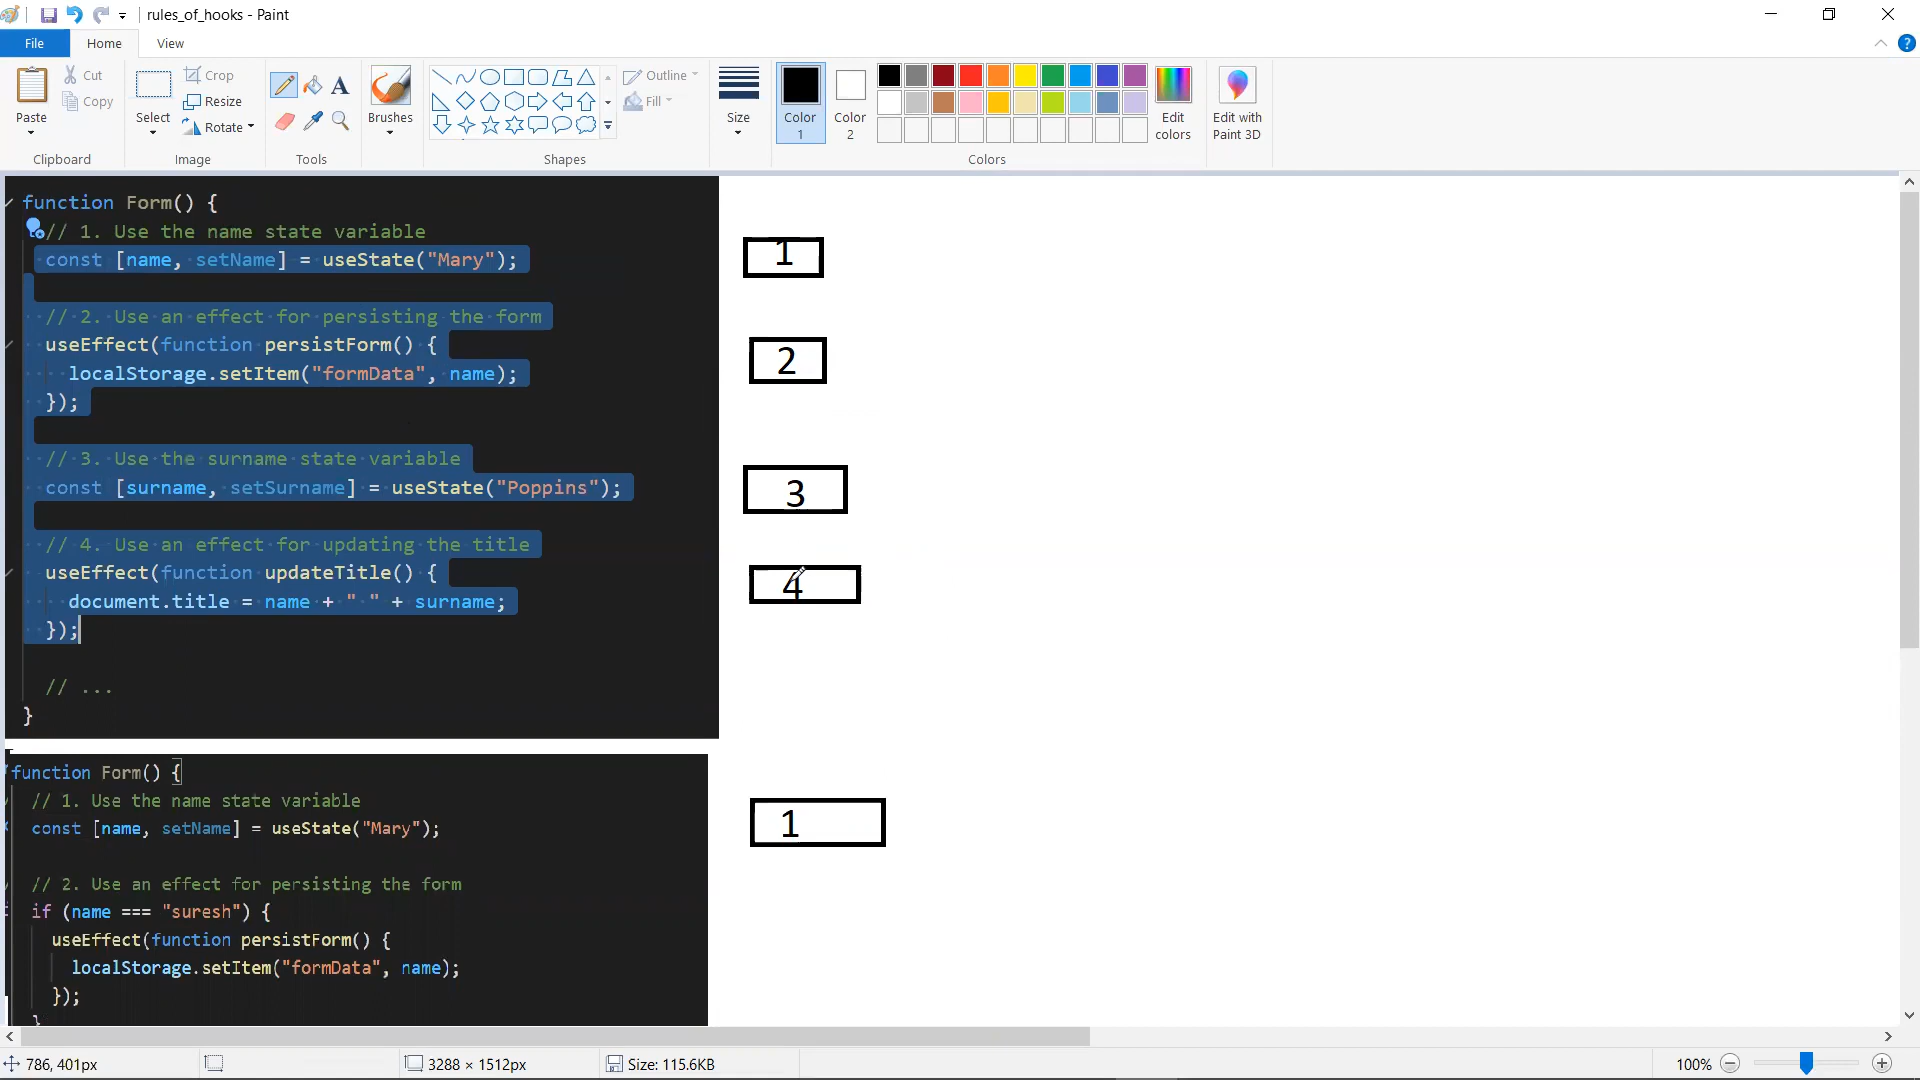 rules_of_hooks - Paint
File Home View
Paste
Cut
Copy
Clipboard
Select
Crop
Resize
Rotate
Image
Tools
Brushes
Outline
Fill
Shapes
Size
Color 1
Color 2
Edit colors
Colors
Edit with Paint 3D
function Form() {
// 1. Use the name state variable
const [name, setName] = useState("Mary");
// 2. Use an effect for persisting the form
useEffect(function persistForm() {
localStorage.setItem("formData", name);
});
// 3. Use the surname state variable
const [surname, setSurname] = useState("Poppins");
// 4. Use an effect for updating the title
useEffect(function updateTitle() {
document.title = name + " " + surname;
});
// ...
}
1
2
3
4
function Form() {
// 1. Use the name state variable
const [name, setName] = useState("Mary");
// 2. Use an effect for persisting the form
if (name === "suresh") {
useEffect(function persistForm() {
localStorage.setItem("formData", name);
});
}
1
786, 401px
3288 × 1512px
Size: 115.6KB
100%